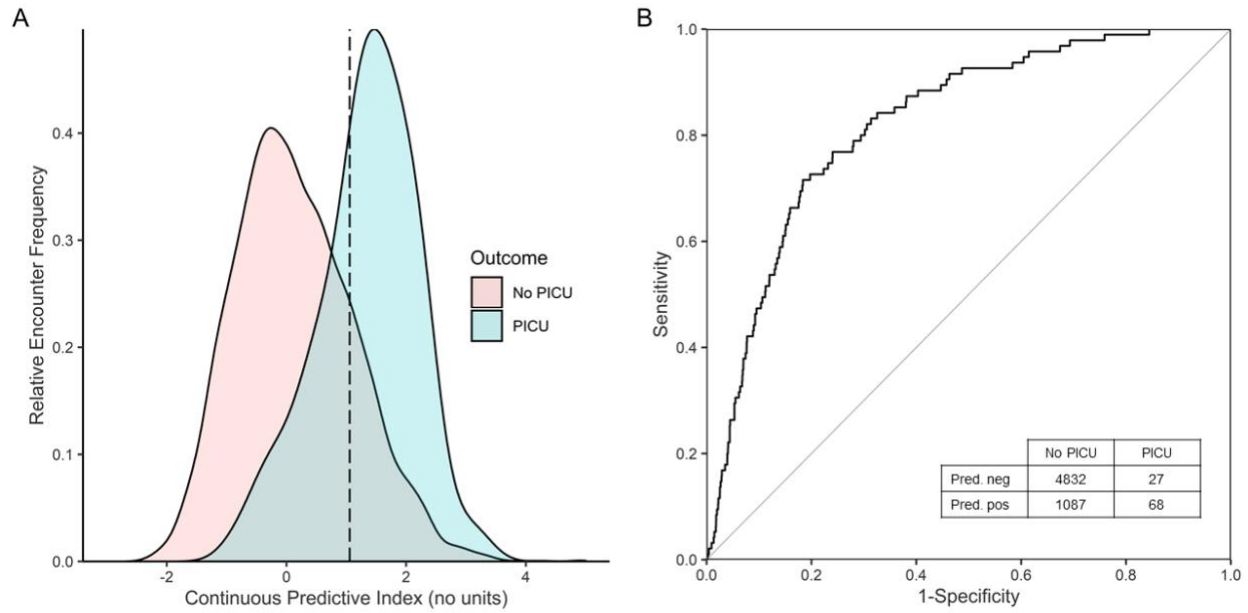 A
Relative Encounter Frequency
0.4
0.3
0.2
0.1
0.0
-2
0
2
4
Continuous Predictive Index (no units)
Outcome
No PICU
PICU
B
Sensitivity
1.0
0.8
0.6
0.4
0.2
0.0
0.0
0.2
0.4
0.6
0.8
1.0
1-Specificity
No PICU PICU
Pred. neg 4832 27
Pred. pos 1087 68